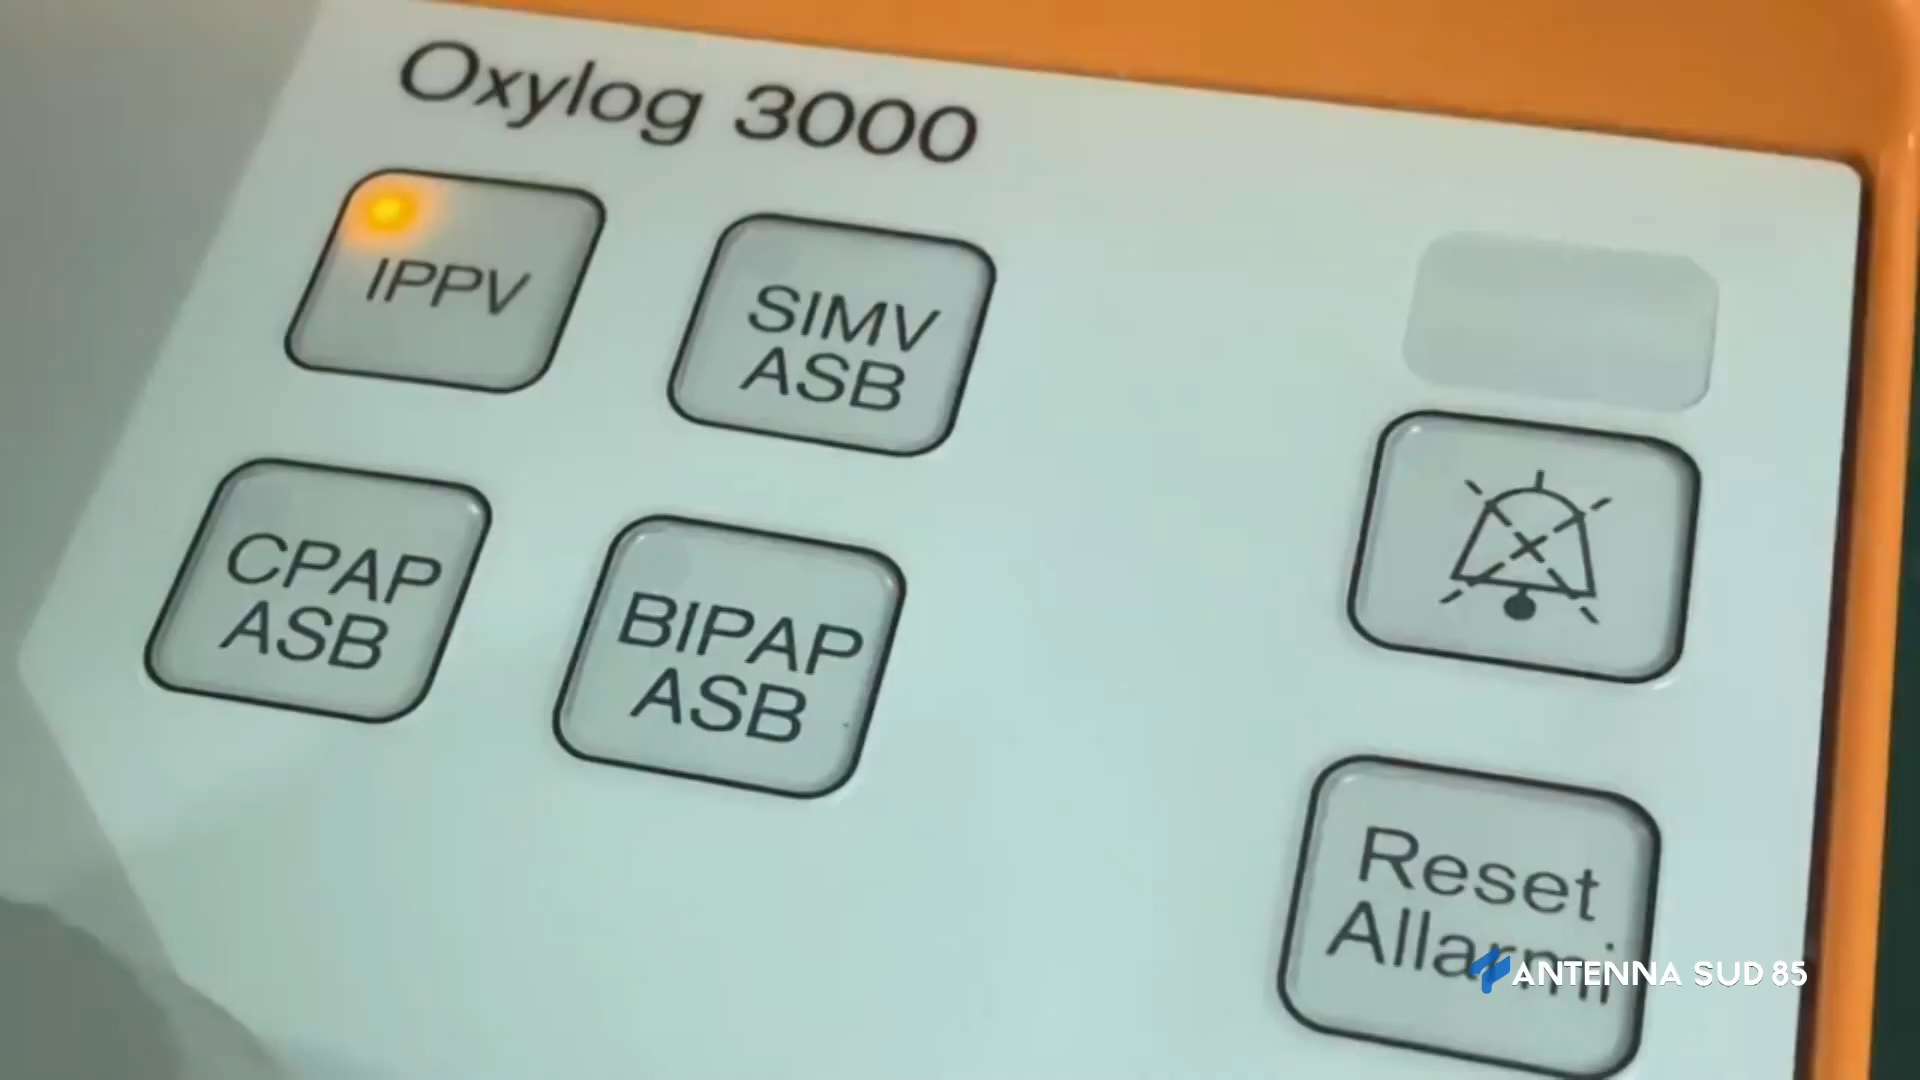 Oxylog 3000
IPPV
SIMV
ASB
CPAP
ASB
BIPAP
ASB
Reset
Allarmi
ANTENNA SUD 85